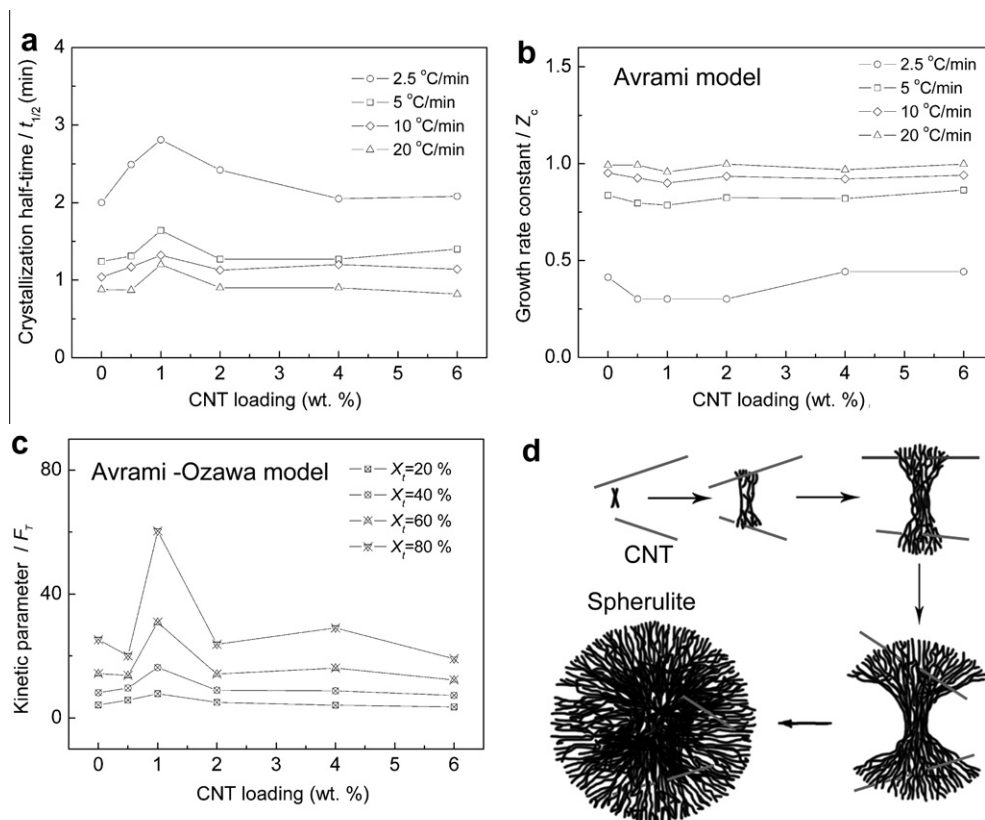 a
Crystallization half-time / t1/2 (min)
4
3
2
1
0
2.5 °C/min
5 °C/min
10 °C/min
20 °C/min
0 1 2 3 4 5 6
CNT loading (wt. %)
b
Growth rate constant / Zc
1.5
1.0
0.5
0.0
Avrami model
2.5 °C/min
5 °C/min
10 °C/min
20 °C/min
0 1 2 3 4 5 6
CNT loading (wt. %)
c
Kinetic parameter / FT
80
40
0
Avrami -Ozawa model
Xt=20 %
Xt=40 %
Xt=60 %
Xt=80 %
0 1 2 3 4 5 6
CNT loading (wt. %)
d
CNT
Spherulite